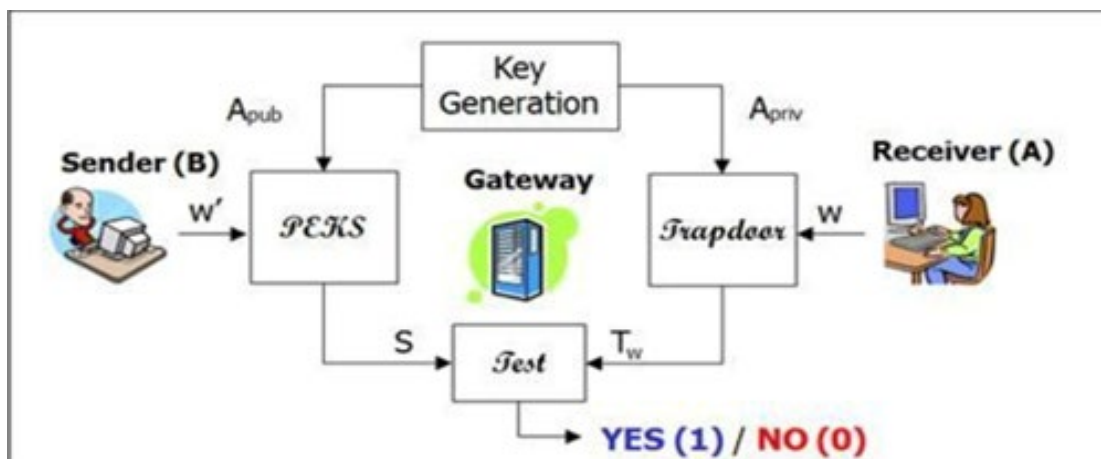 Key
Generation
Apub
Apriv
Sender (B)
Receiver (A)
Gateway
w'
PEKS
Trapdoor
w
S
Tw
Test
YES (1) / NO (0)